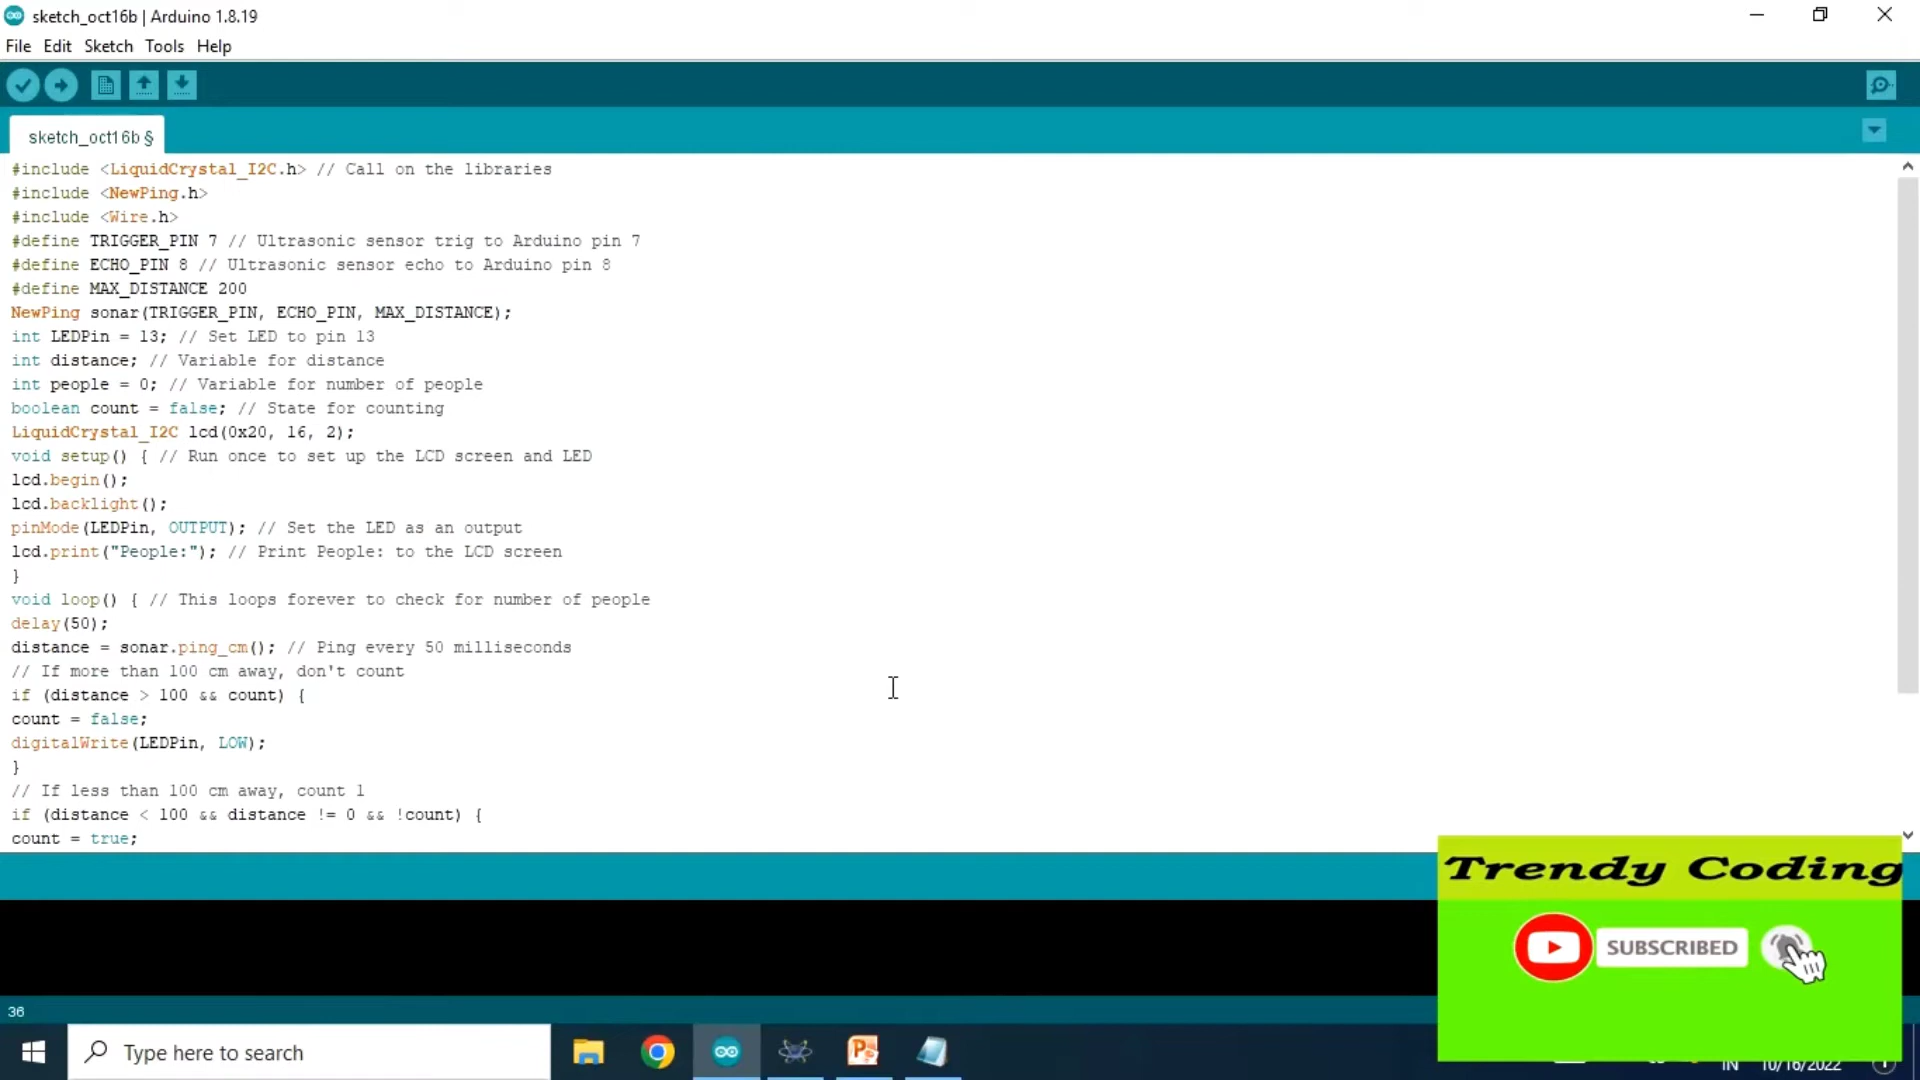 sketch_oct16b | Arduino 1.8.19
File Edit Sketch Tools Help
sketch_oct16b §
#include <LiquidCrystal_I2C.h> // Call on the libraries
#include <NewPing.h>
#include <Wire.h>
#define TRIGGER_PIN 7 // Ultrasonic sensor trig to Arduino pin 7
#define ECHO_PIN 8 // Ultrasonic sensor echo to Arduino pin 8
#define MAX_DISTANCE 200
NewPing sonar(TRIGGER_PIN, ECHO_PIN, MAX_DISTANCE);
int LEDPin = 13; // Set LED to pin 13
int distance; // Variable for distance
int people = 0; // Variable for number of people
boolean count = false; // State for counting
LiquidCrystal_I2C lcd(0x20, 16, 2);
void setup() { // Run once to set up the LCD screen and LED
lcd.begin();
lcd.backlight();
pinMode(LEDPin, OUTPUT); // Set the LED as an output
lcd.print("People:"); // Print People: to the LCD screen
}
void loop() { // This loops forever to check for number of people
delay(50);
distance = sonar.ping_cm(); // Ping every 50 milliseconds
// If more than 100 cm away, don't count
if (distance > 100 && count) {
count = false;
digitalWrite(LEDPin, LOW);
}
// If less than 100 cm away, count 1
if (distance < 100 && distance != 0 && !count) {
count = true;
Trendy Coding
SUBSCRIBED
36
Type here to search
IN 10/16/2022